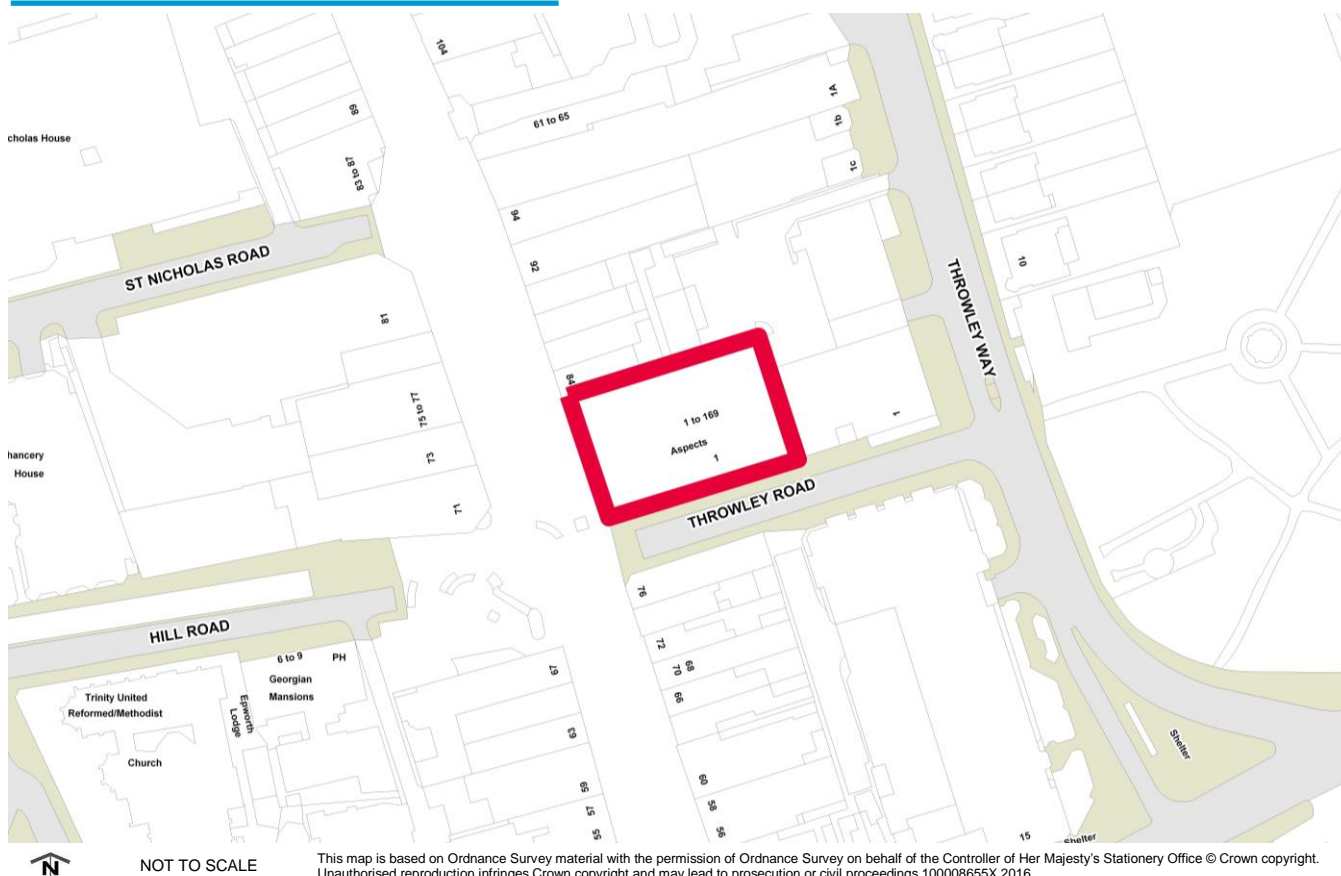 104
89
61 to 65
1A
1b
1c
cholas House
83 to 87
94
92
ST NICHOLAS ROAD
10
THROWLEY WAY
81
84
75 to 77
1 to 169
Aspects
1
1
73
hancery
House
71
THROWLEY ROAD
76
HILL ROAD
6 to 9
PH
Georgian
Mansions
72
68
70
66
67
Trinity United
Reformed/Methodist
Epworth
Lodge
Church
63
Shelter
59
57
55
60
58
56
15
Shelter
N
NOT TO SCALE
This map is based on Ordnance Survey material with the permission of Ordnance Survey on behalf of the Controller of Her Majesty's Stationery Office © Crown copyright.
Unauthorised reproduction infringes Crown copyright and may lead to prosecution or civil proceedings 100008655X 2016